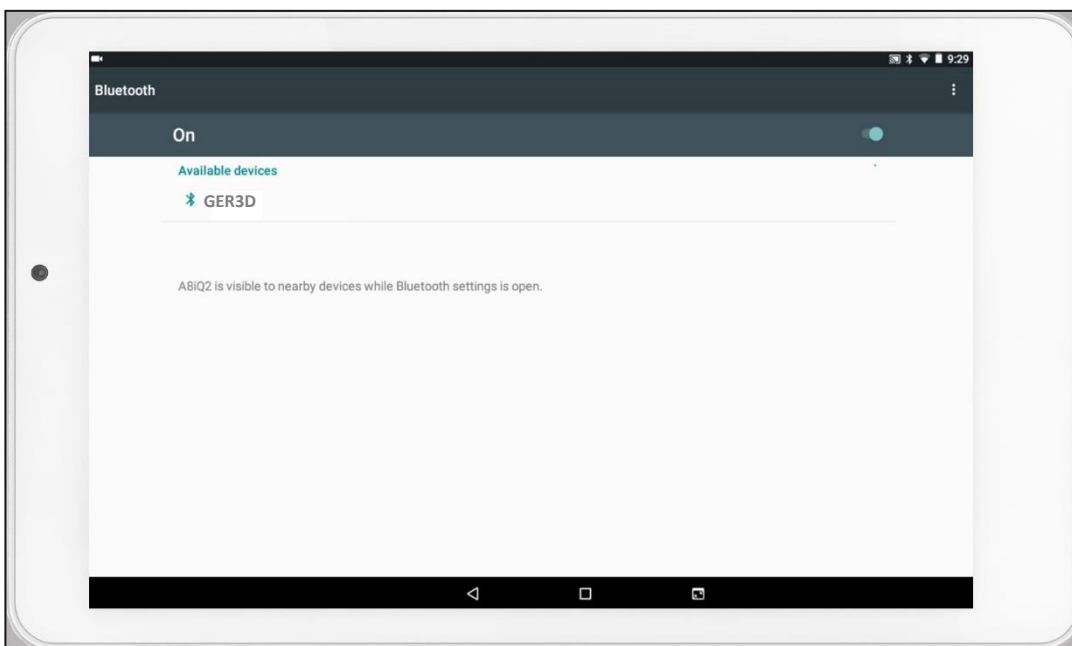 9:29
Bluetooth
On
Available devices
GER3D
A8iQ2 is visible to nearby devices while Bluetooth settings is open.